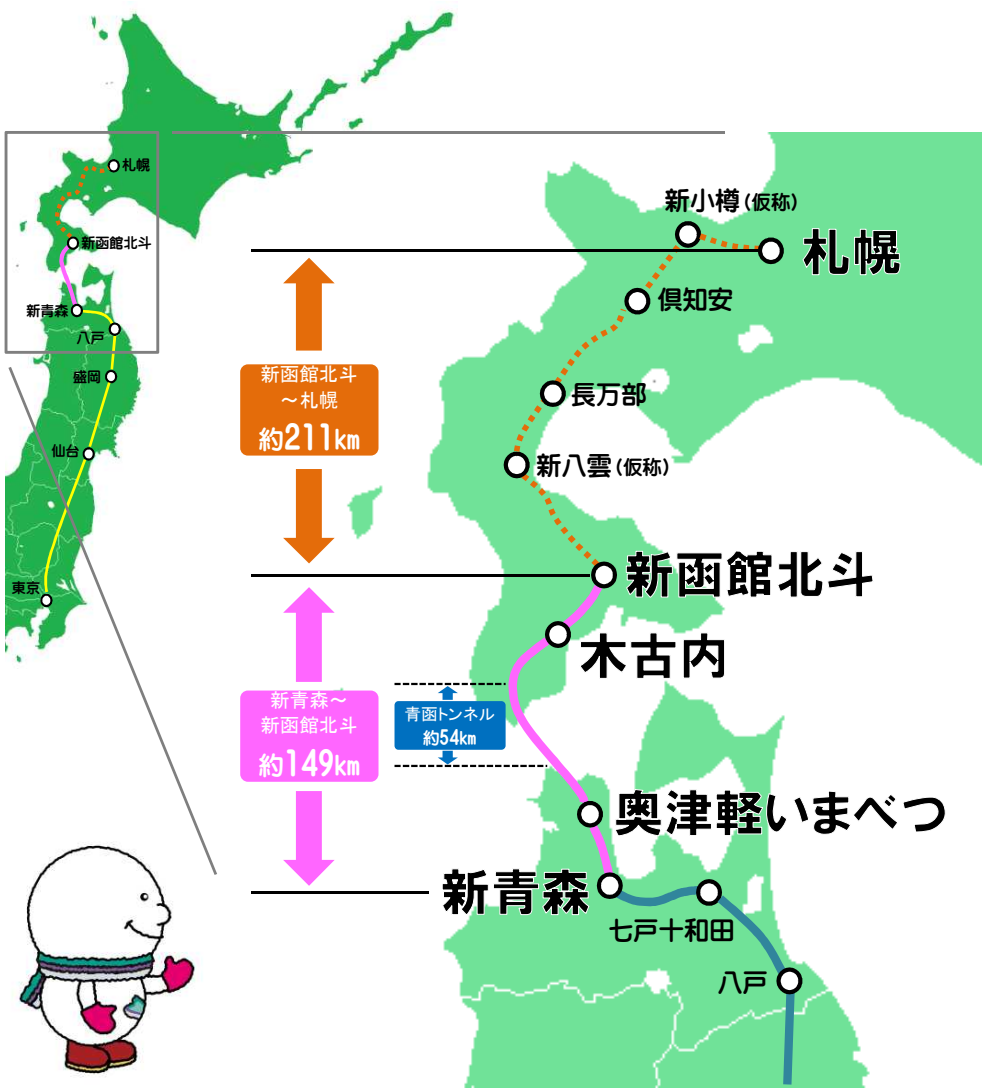 札幌
新函館北斗
新青森
八戸
盛岡
仙台
東京
新小樽(仮称)
札幌
倶知安
長万部
新八雲(仮称)
新函館北斗
木古内
奥津軽いまべつ
新青森
七戸十和田
八戸
新函館北斗
～札幌
約211km
新青森～
新函館北斗
約149km
青函トンネル
約54km